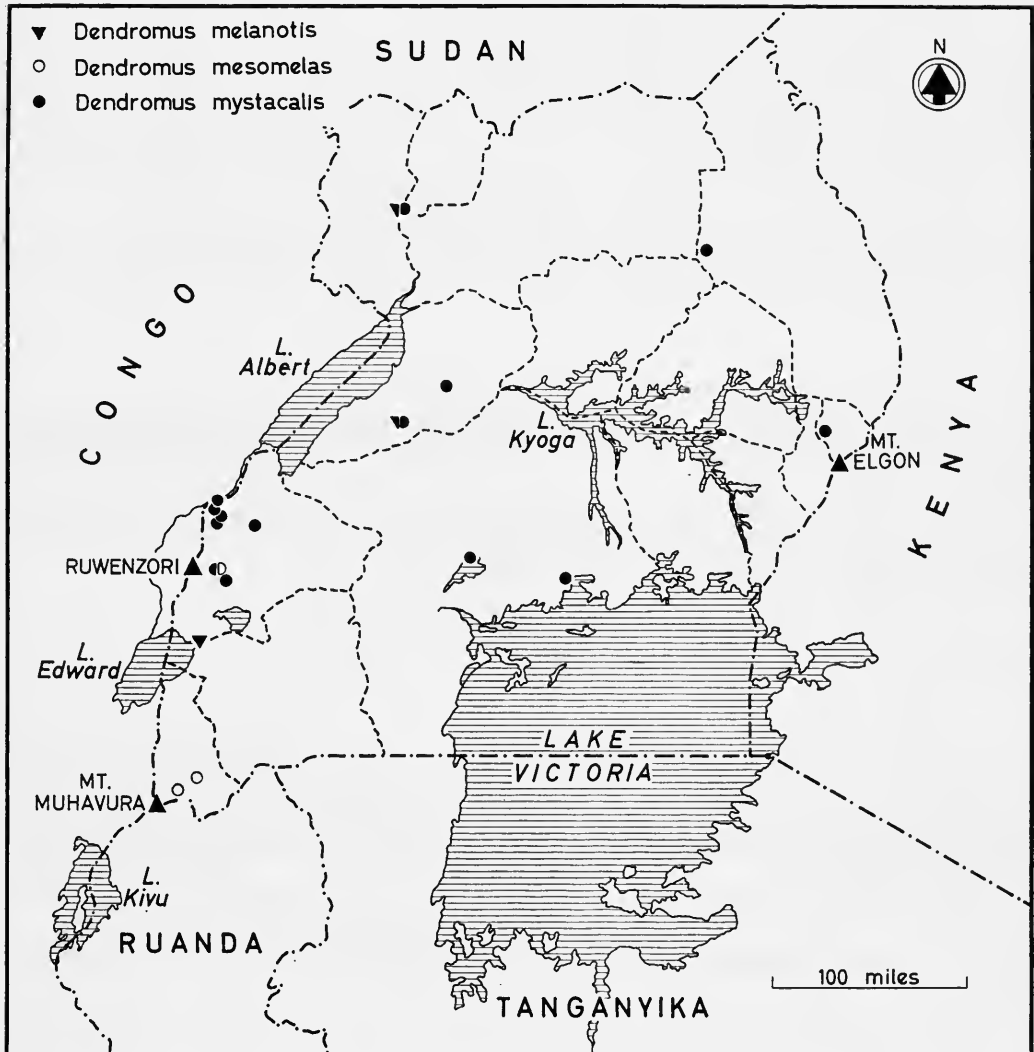 Dendromus melanotis
Dendromus mesomelas
Dendromus mystacalis
SUDAN
N
CONGO
L.
Albert
L.
Kyoga
MT.
ELGON
KENYA
RUWENZORI
L.
Edward
LAKE
VICTORIA
MT.
MUHAVURA
L.
Kivu
RUANDA
100 miles
TANGANYIKA